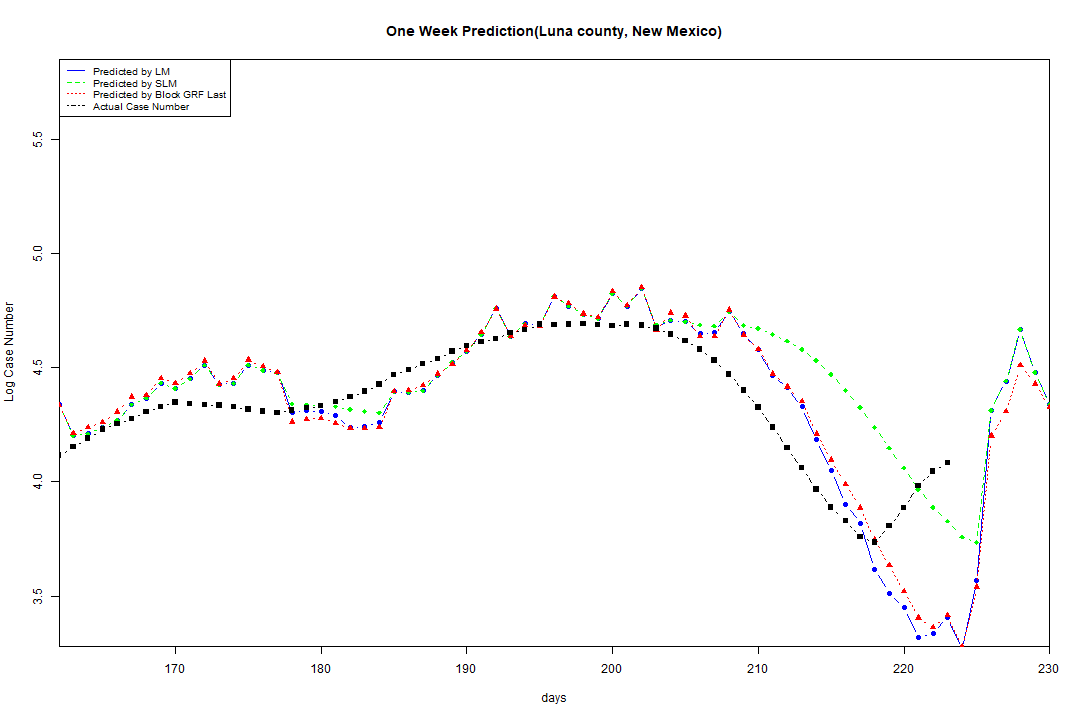 One Week Prediction(Luna county, New Mexico)
Predicted by LM
Predicted by SLM
Predicted by Block GRF Last
Actual Case Number
Log Case Number
5.5
5.0
4.5
4.0
3.5
170 180 190 200 210 220 230
days